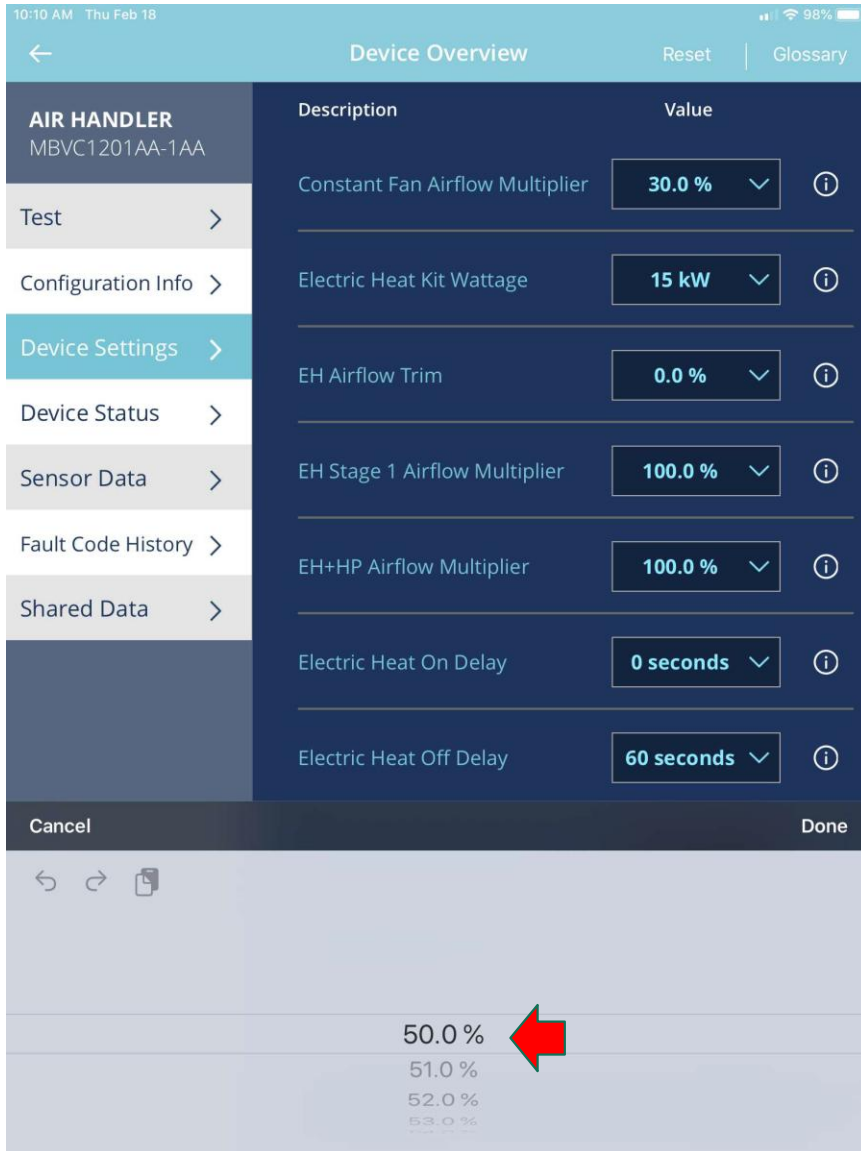 10:10 AM Thu Feb 18
98%
Device Overview
Reset
Glossary
AIR HANDLER
MBVC1201AA-1AA
Test
Configuration Info
Device Settings
Device Status
Sensor Data
Fault Code History
Shared Data
Description Value
Constant Fan Airflow Multiplier 30.0 %
Electric Heat Kit Wattage 15 kW
EH Airflow Trim 0.0 %
EH Stage 1 Airflow Multiplier 100.0 %
EH+HP Airflow Multiplier 100.0 %
Electric Heat On Delay 0 seconds
Electric Heat Off Delay 60 seconds
Cancel Done
50.0 %
51.0 %
52.0 %
53.0 %